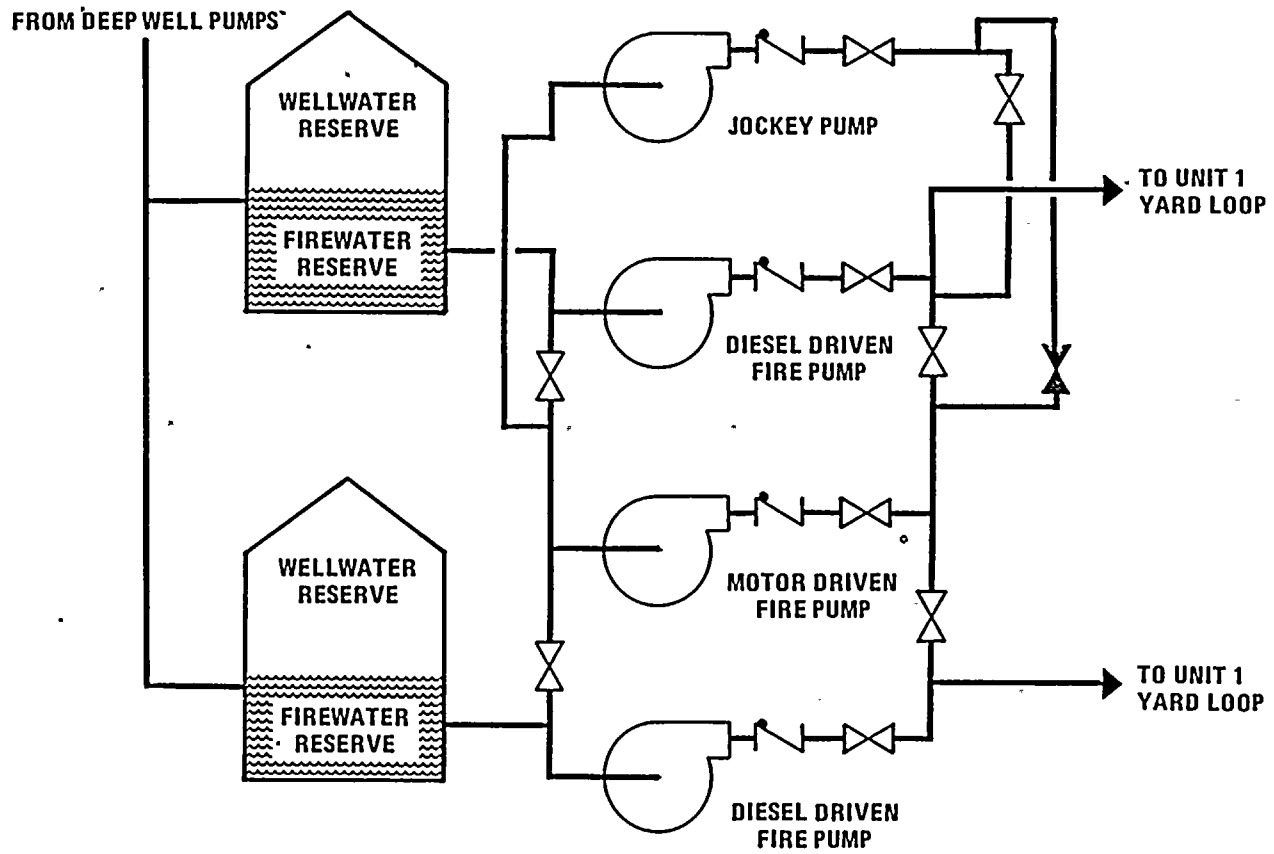 FROM DEEP WELL PUMPS
WELLWATER
RESERVE
FIREWATER
RESERVE
JOCKEY PUMP
TO UNIT 1
YARD LOOP
DIESEL DRIVEN
FIRE PUMP
WELLWATER
RESERVE
FIREWATER
RESERVE
MOTOR DRIVEN
FIRE PUMP
TO UNIT 1
YARD LOOP
DIESEL DRIVEN
FIRE PUMP